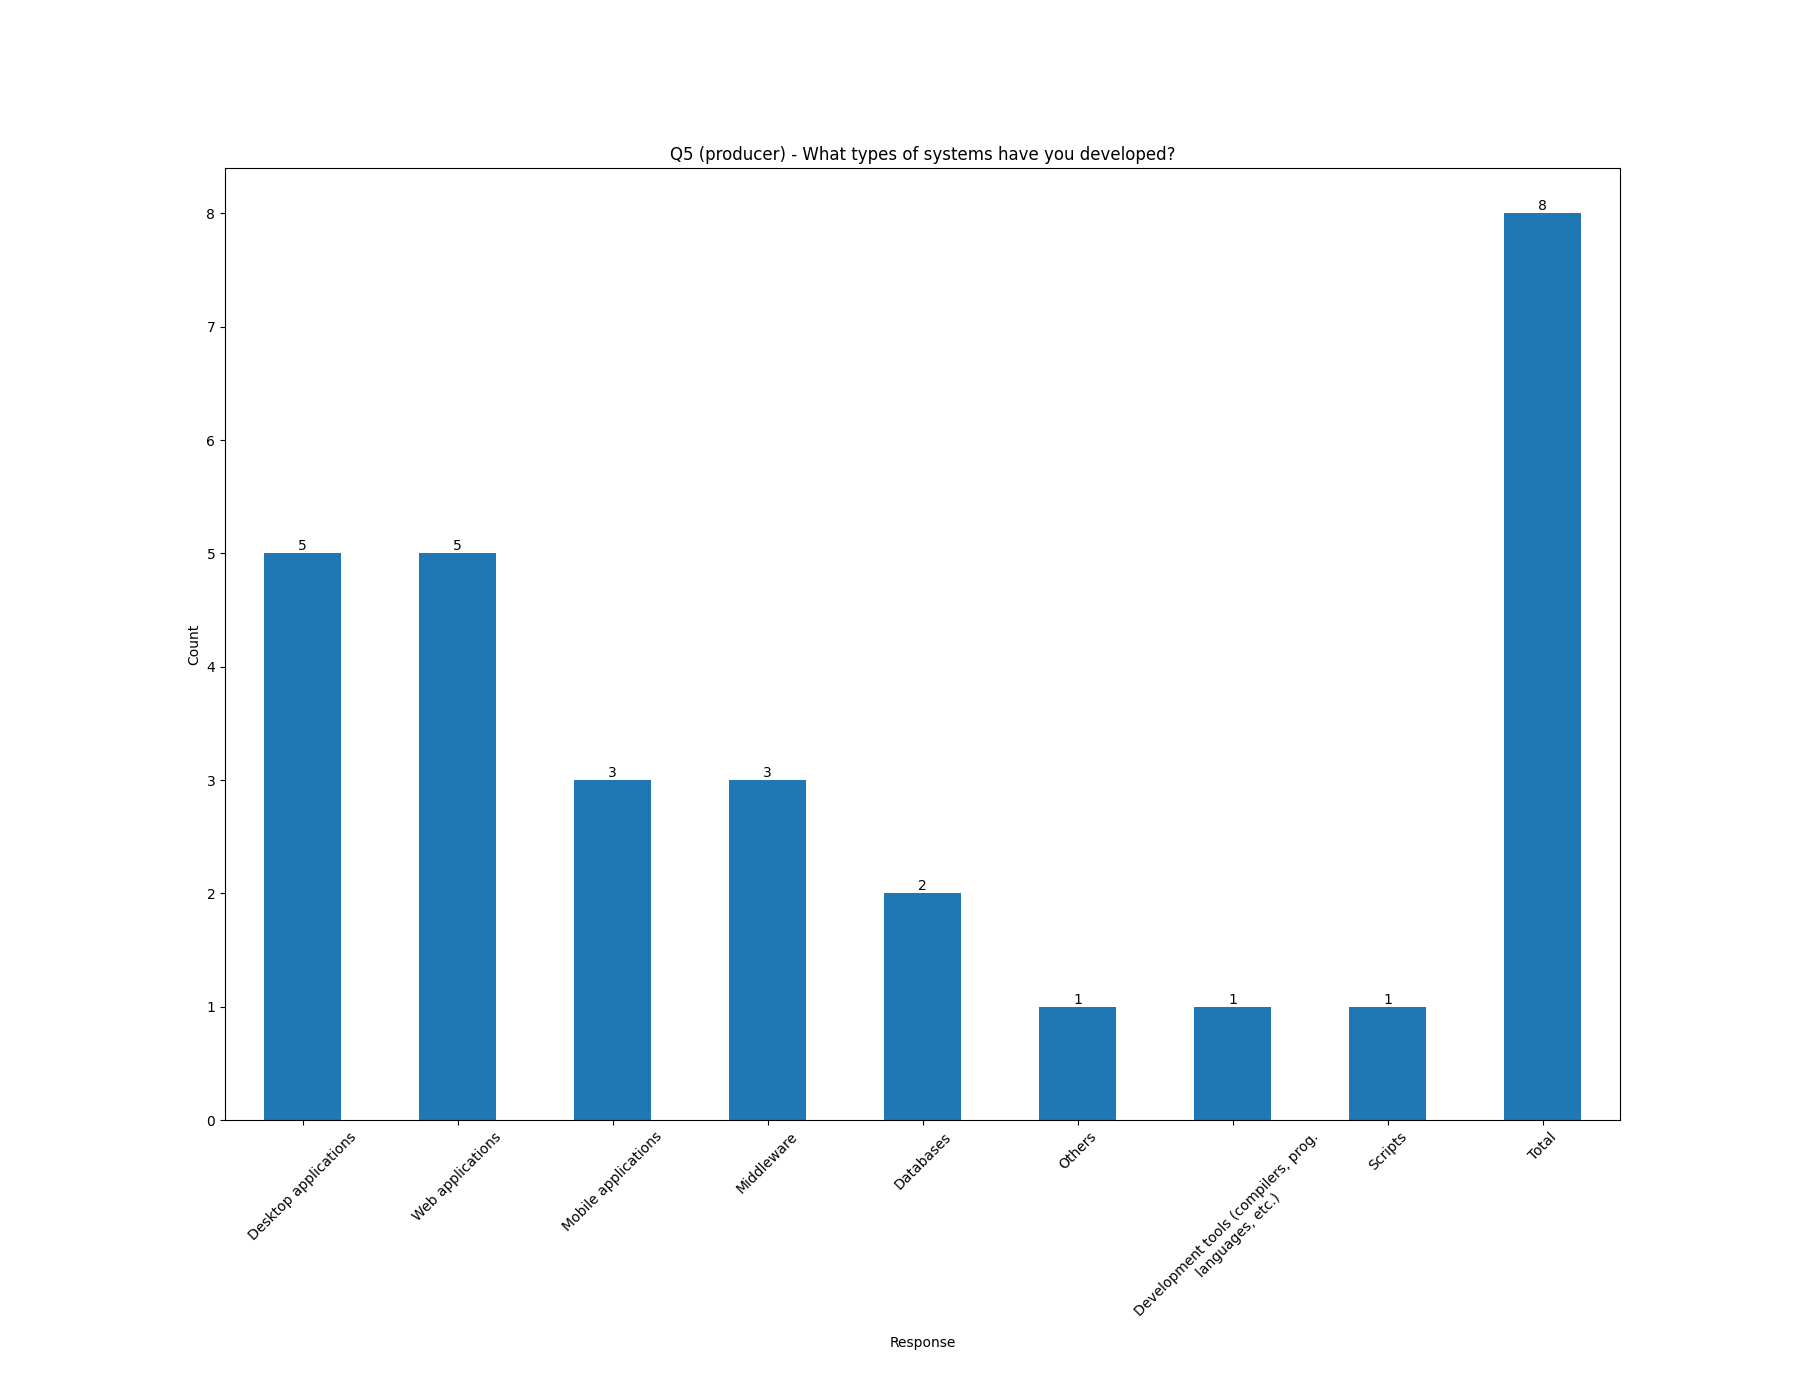 Q5 (producer) - What types of systems have you developed?
8
7
6
5
4
3
2
1
0
Count
5
5
3
3
2
1
1
1
8
Desktop applications
Web applications
Mobile applications
Middleware
Databases
Others
Development tools (compilers, prog.
languages, etc.)
Scripts
Total
Response